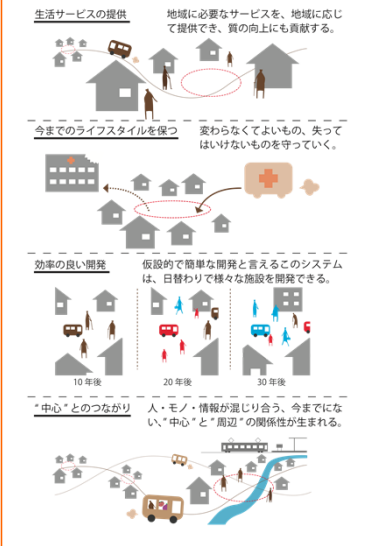 生活サービスの提供
地域に必要なサービスを、地域に応じ
て提供でき、質の向上にも貢献する。
今までのライフスタイルを保つ
変わらなくてよいもの、失って
はいけないものを守っていく。
効率の良い開発
仮設的で簡単な開発と言えるこのシステム
は、日替わりで様々な施設を開発できる。
10 年後
20 年後
30 年後
“ 中心 ” とのつながり
人・モノ・情報が混じり合う、今までにな
い、“ 中心 ” と “ 周辺 ” の関係性が生まれる。